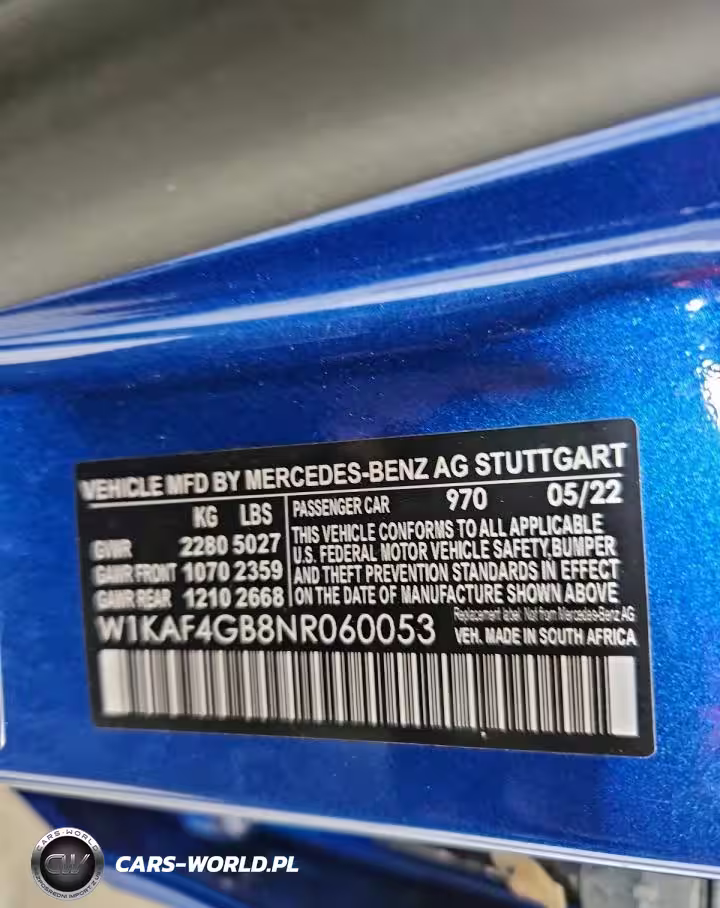 VEHICLE MFD BY MERCEDES-BENZ AG STUTTGART
KG LBS
PASSENGER CAR 970 05/22
GVWR 2280 5027
GAWR FRONT 1070 2359
GAWR REAR 1210 2668
THIS VEHICLE CONFORMS TO ALL APPLICABLE
U.S. FEDERAL MOTOR VEHICLE SAFETY, BUMPER
AND THEFT PREVENTION STANDARDS IN EFFECT
ON THE DATE OF MANUFACTURE SHOWN ABOVE
Replacement label: Not from Mercedes-Benz AG
W1KAF4GB8NR060053
VEH. MADE IN SOUTH AFRICA
CARS-WORLD
CW
CARS-WORLD.PL